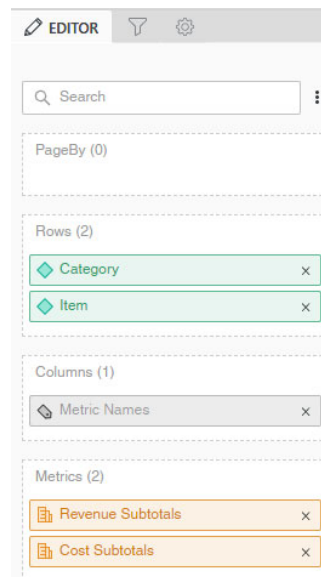 EDITOR
Search
PageBy (0)
Rows (2)
Category
Item
Columns (1)
Metric Names
Metrics (2)
Revenue Subtotals
Cost Subtotals